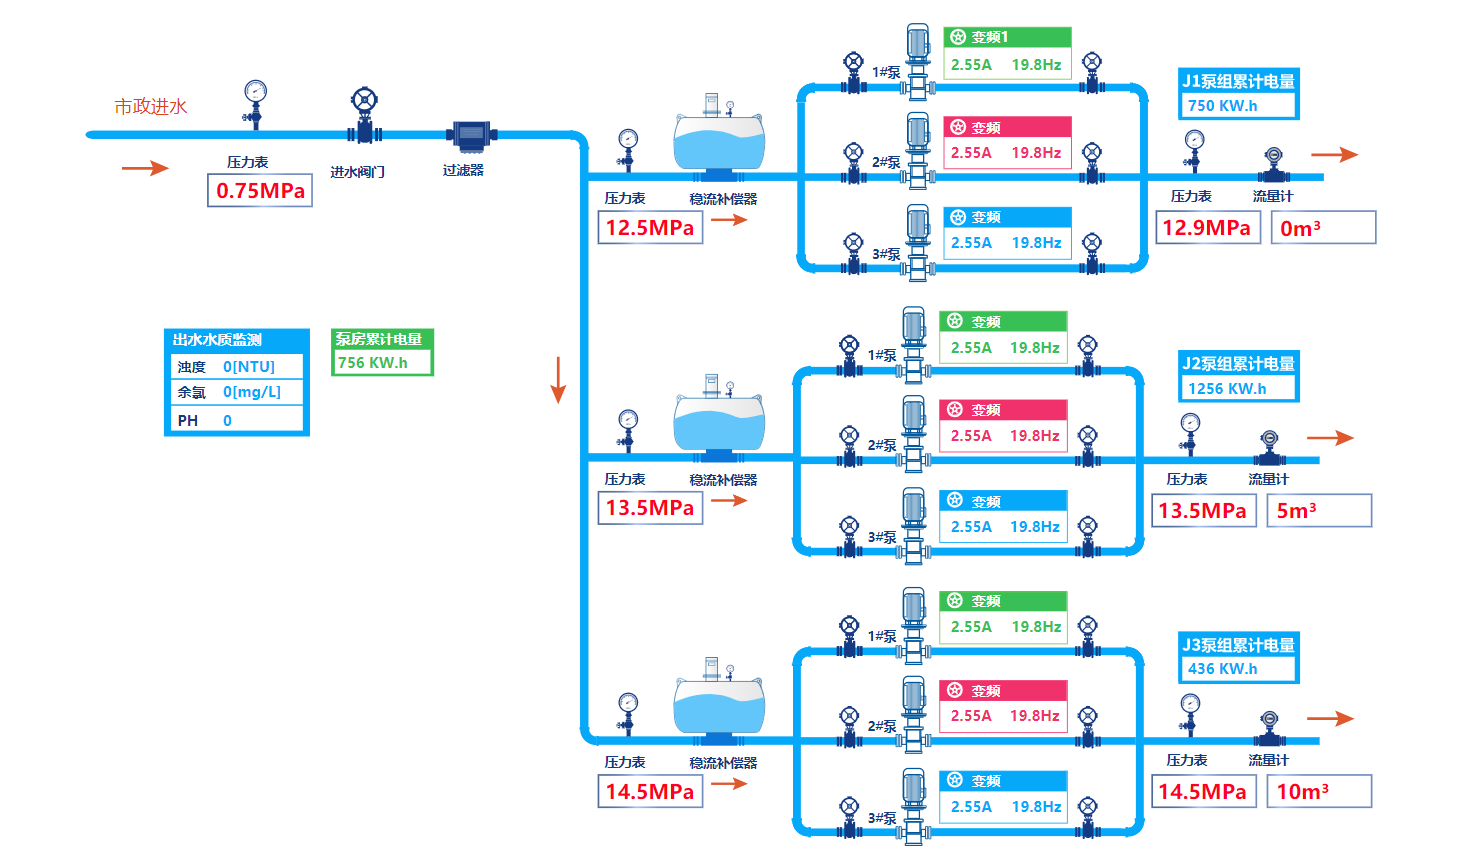 市政进水
压力表
0.75MPa
进水阀门
过滤器
出水水质监测
浊度 0[NTU]
余氯 0[mg/L]
PH 0
泵房累计电量
756 KW.h
压力表
12.5MPa
稳流补偿器
1#泵
变频1
2.55A 19.8Hz
2#泵
变频
2.55A 19.8Hz
3#泵
变频
2.55A 19.8Hz
J1泵组累计电量
750 KW.h
压力表
12.9MPa
流量计
0m³
压力表
13.5MPa
稳流补偿器
1#泵
变频
2.55A 19.8Hz
2#泵
变频
2.55A 19.8Hz
3#泵
变频
2.55A 19.8Hz
J2泵组累计电量
1256 KW.h
压力表
13.5MPa
流量计
5m³
压力表
14.5MPa
稳流补偿器
1#泵
变频
2.55A 19.8Hz
2#泵
变频
2.55A 19.8Hz
3#泵
变频
2.55A 19.8Hz
J3泵组累计电量
436 KW.h
压力表
14.5MPa
流量计
10m³